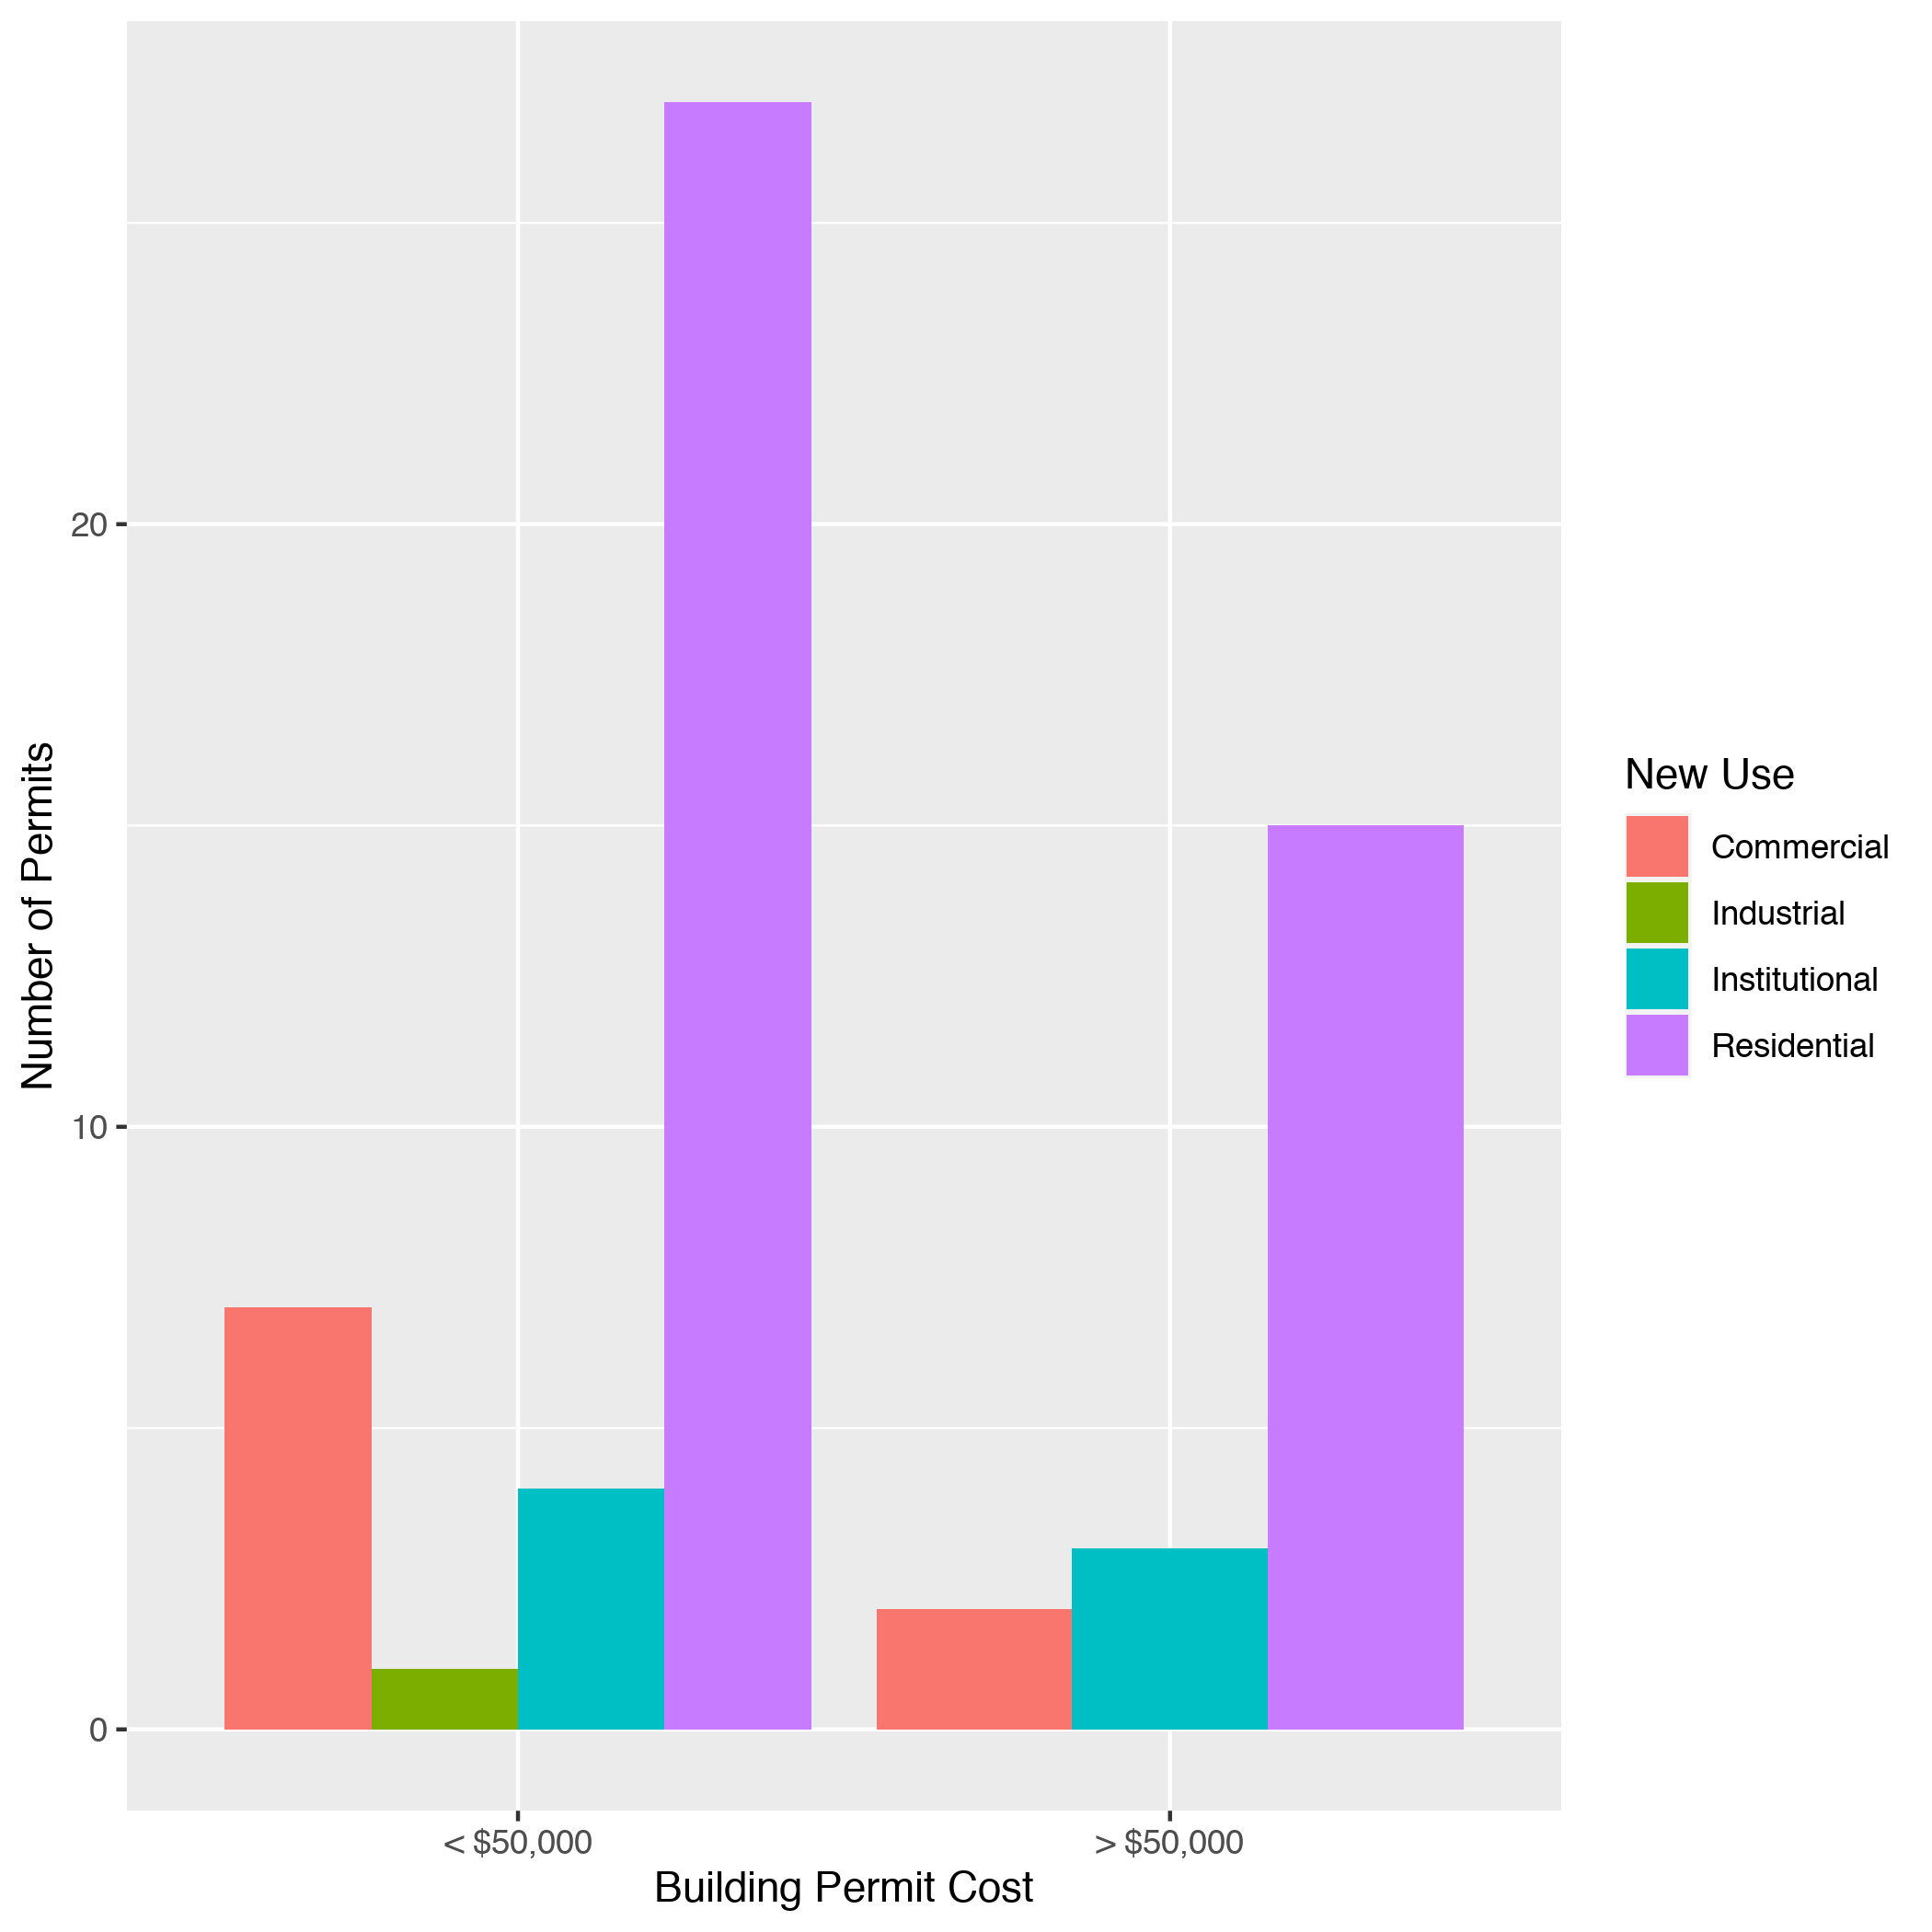 Number of Permits
20
10
0
< $50,000
> $50,000
Building Permit Cost
New Use
Commercial
Industrial
Institutional
Residential